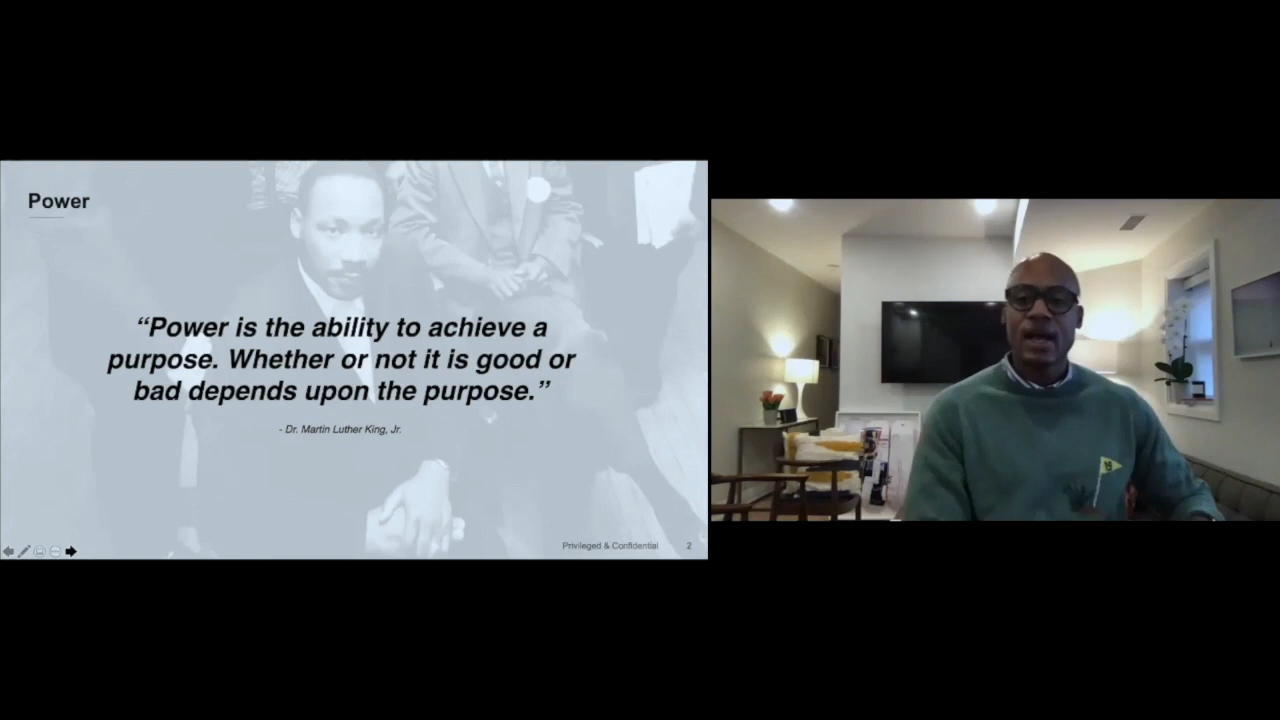 Power
“Power is the ability to achieve a
purpose. Whether or not it is good or
bad depends upon the purpose.”
- Dr. Martin Luther King, Jr.
Privileged & Confidential 2